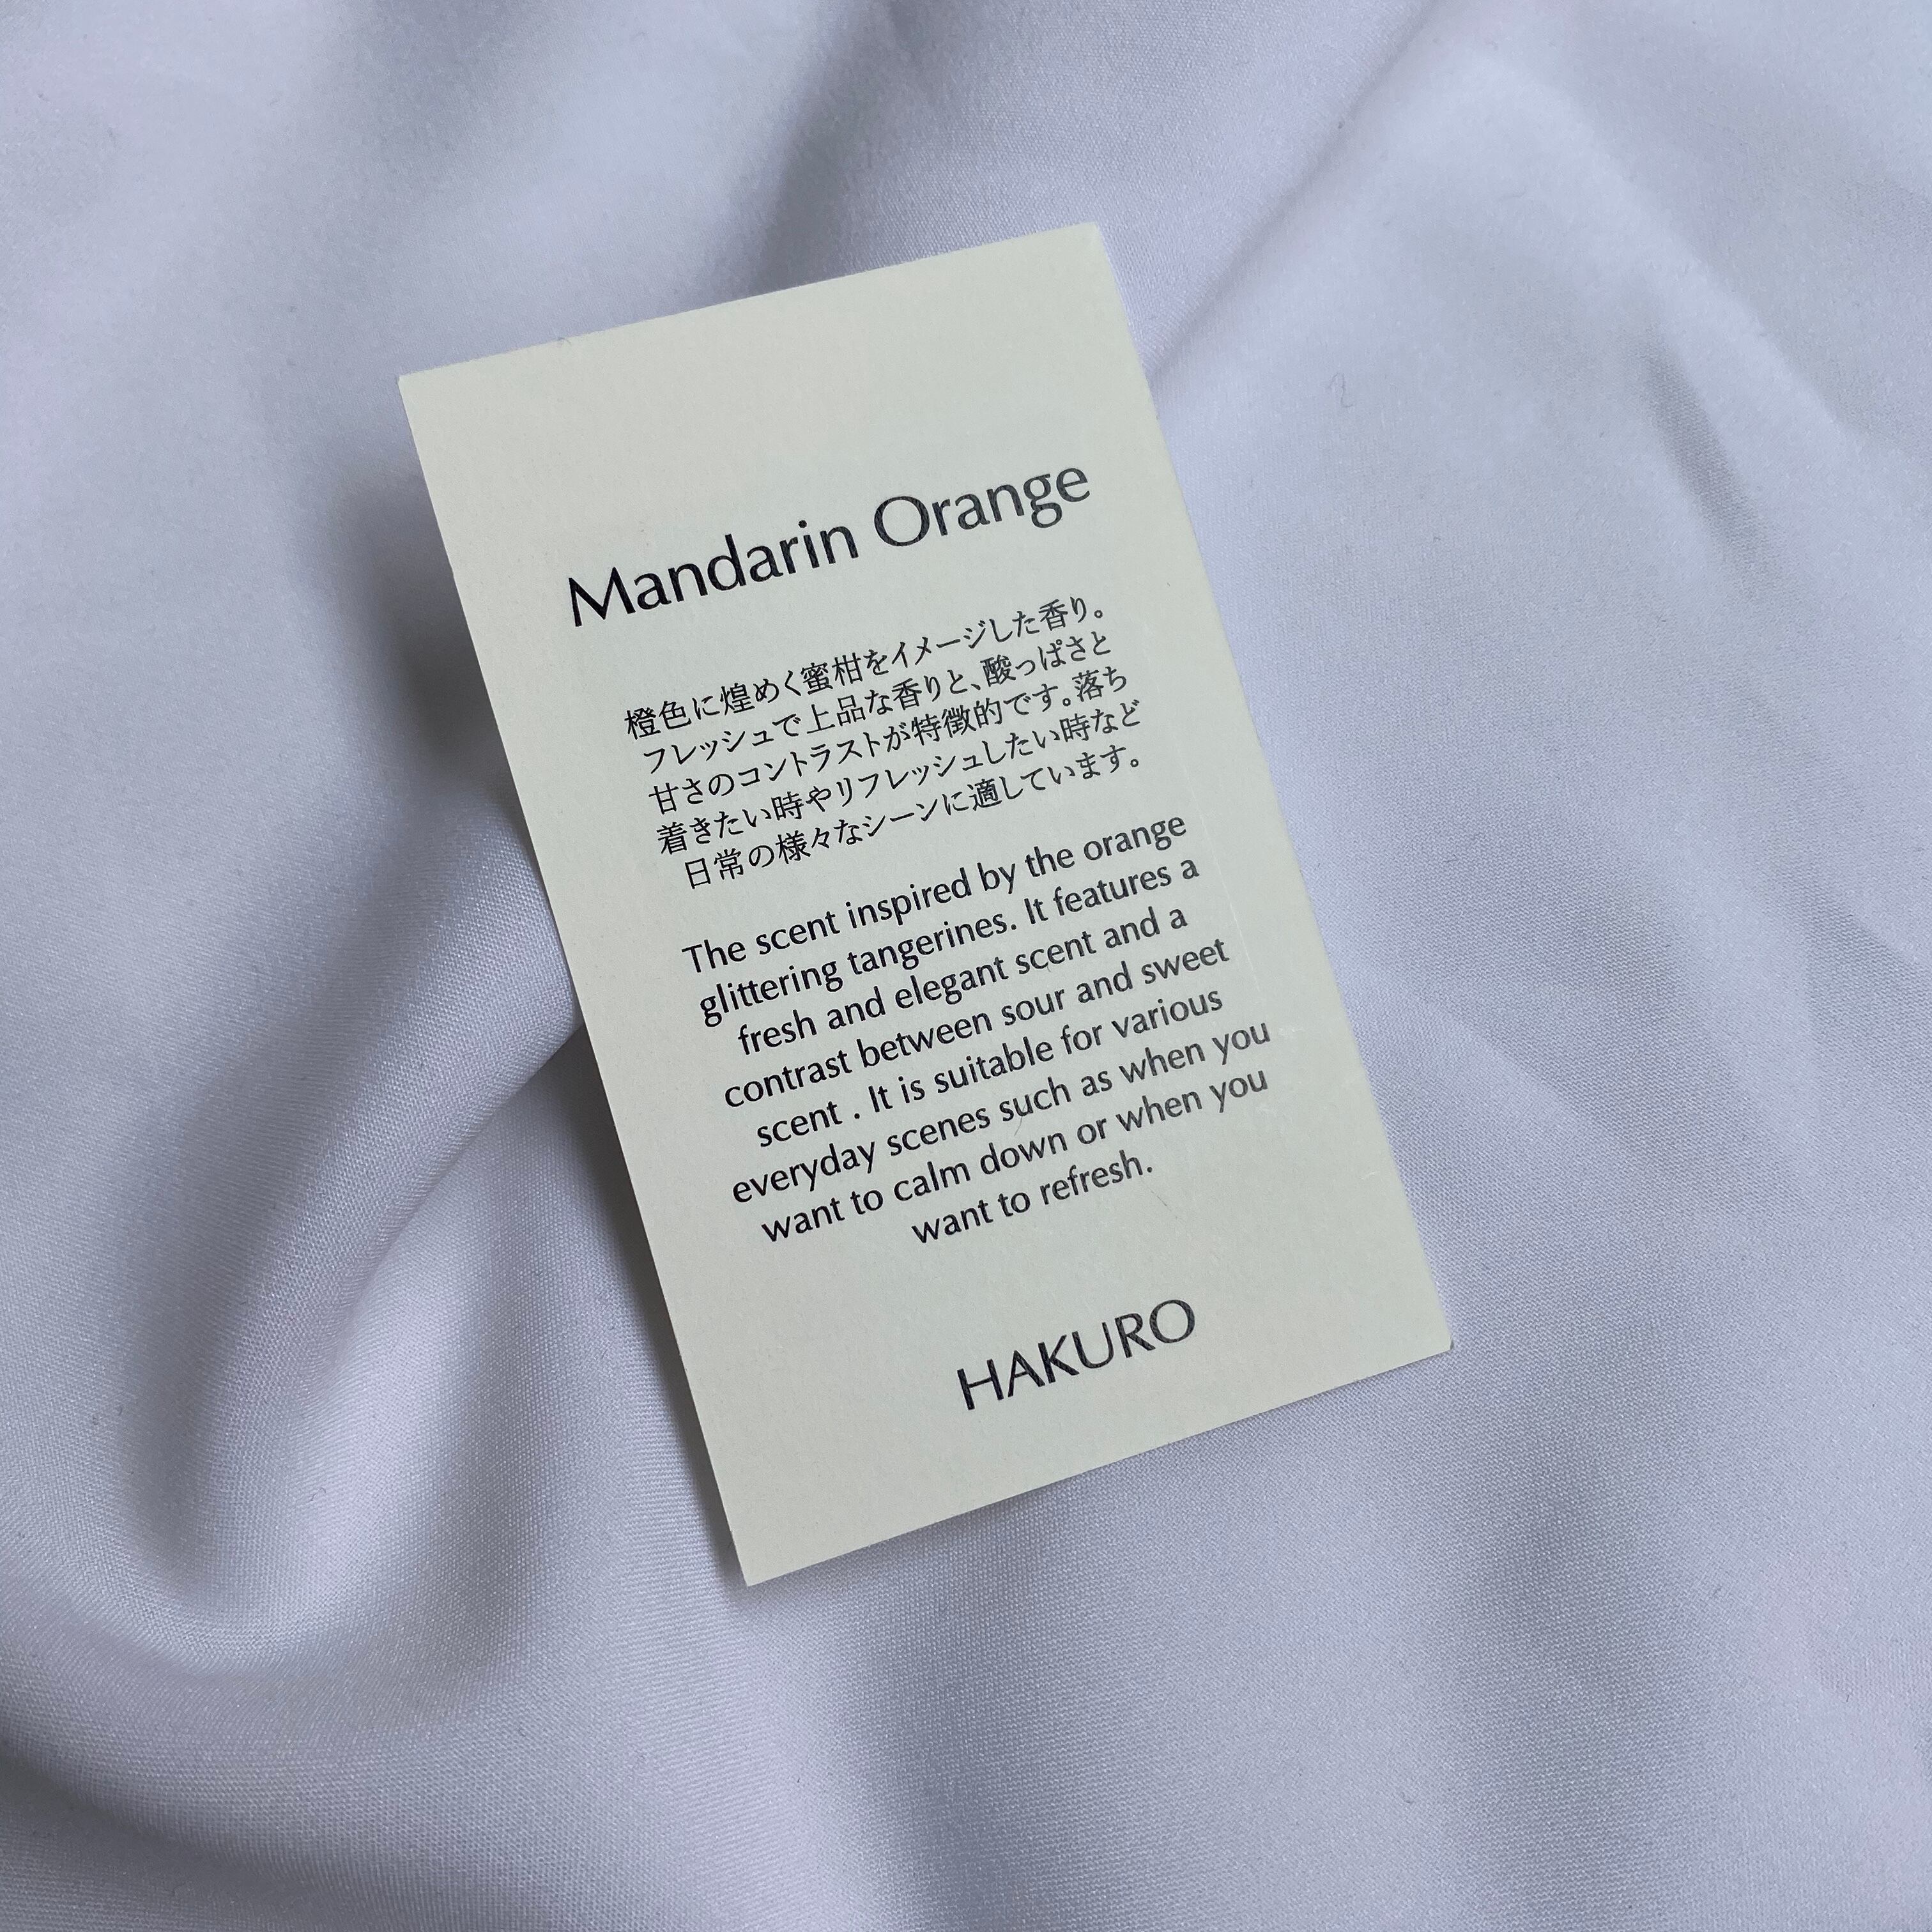 Mandarin Orange
橙色に煌めく蜜柑をイメージした香り。
フレッシュで上品な香りと、酸っぱさと
甘さのコントラストが特徴的です。落ち
着きたい時やリフレッシュしたい時など
日常の様々なシーンに適しています。
The scent inspired by the orange
glittering tangerines. It features a
fresh and elegant scent and a
contrast between sour and sweet
scent . It is suitable for various
everyday scenes such as when you
want to calm down or when you
want to refresh.
HAKURO